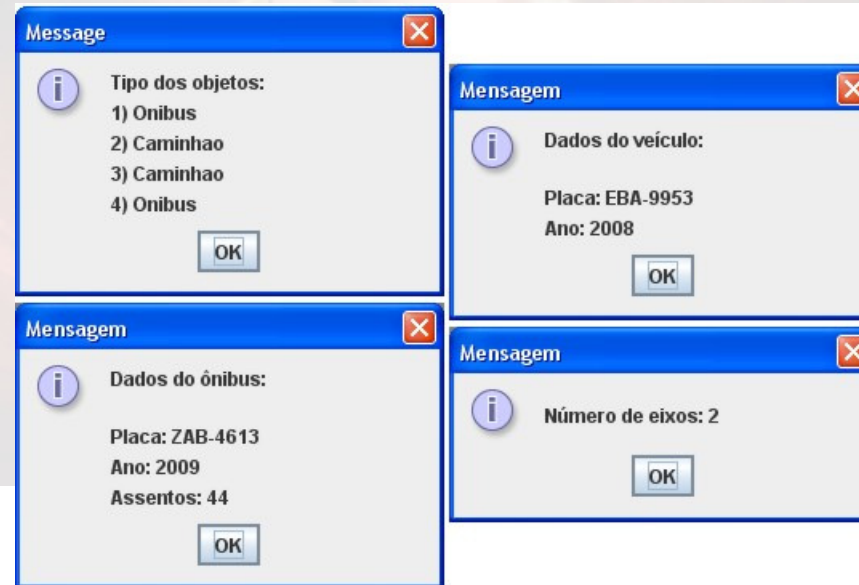 Message
Tipo dos objetos:
1) Onibus
2) Caminhao
3) Caminhao
4) Onibus
OK
Mensagem
Dados do veículo:
Placa: EBA-9953
Ano: 2008
OK
Mensagem
Dados do ônibus:
Placa: ZAB-4613
Ano: 2009
Assentos: 44
OK
Mensagem
Número de eixos: 2
OK